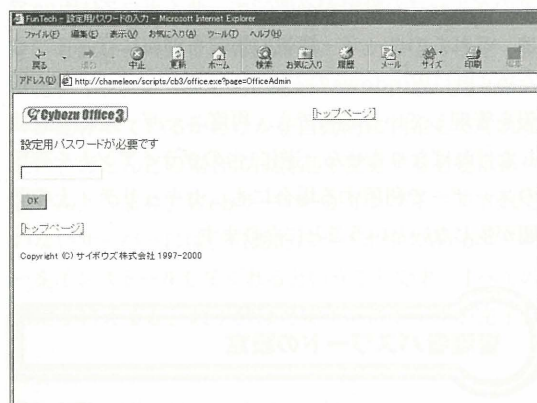 FunTech - 設定用パスワードの入力 - Microsoft Internet Explorer
ファイル(F) 編集(E) 表示(V) お気に入り(A) ツール(T) ヘルプ(H)
戻る 中止 更新 ホーム 検索 お気に入り 履歴 メール サイズ 印刷
アドレス(D) http://chameleon/scripts/cb3/office.exe?page=OfficeAdmin
Cybozu Office 3
[トップページ]
設定用パスワードが必要です
OK
[トップページ]
Copyright (C) サイボウズ株式会社 1997-2000